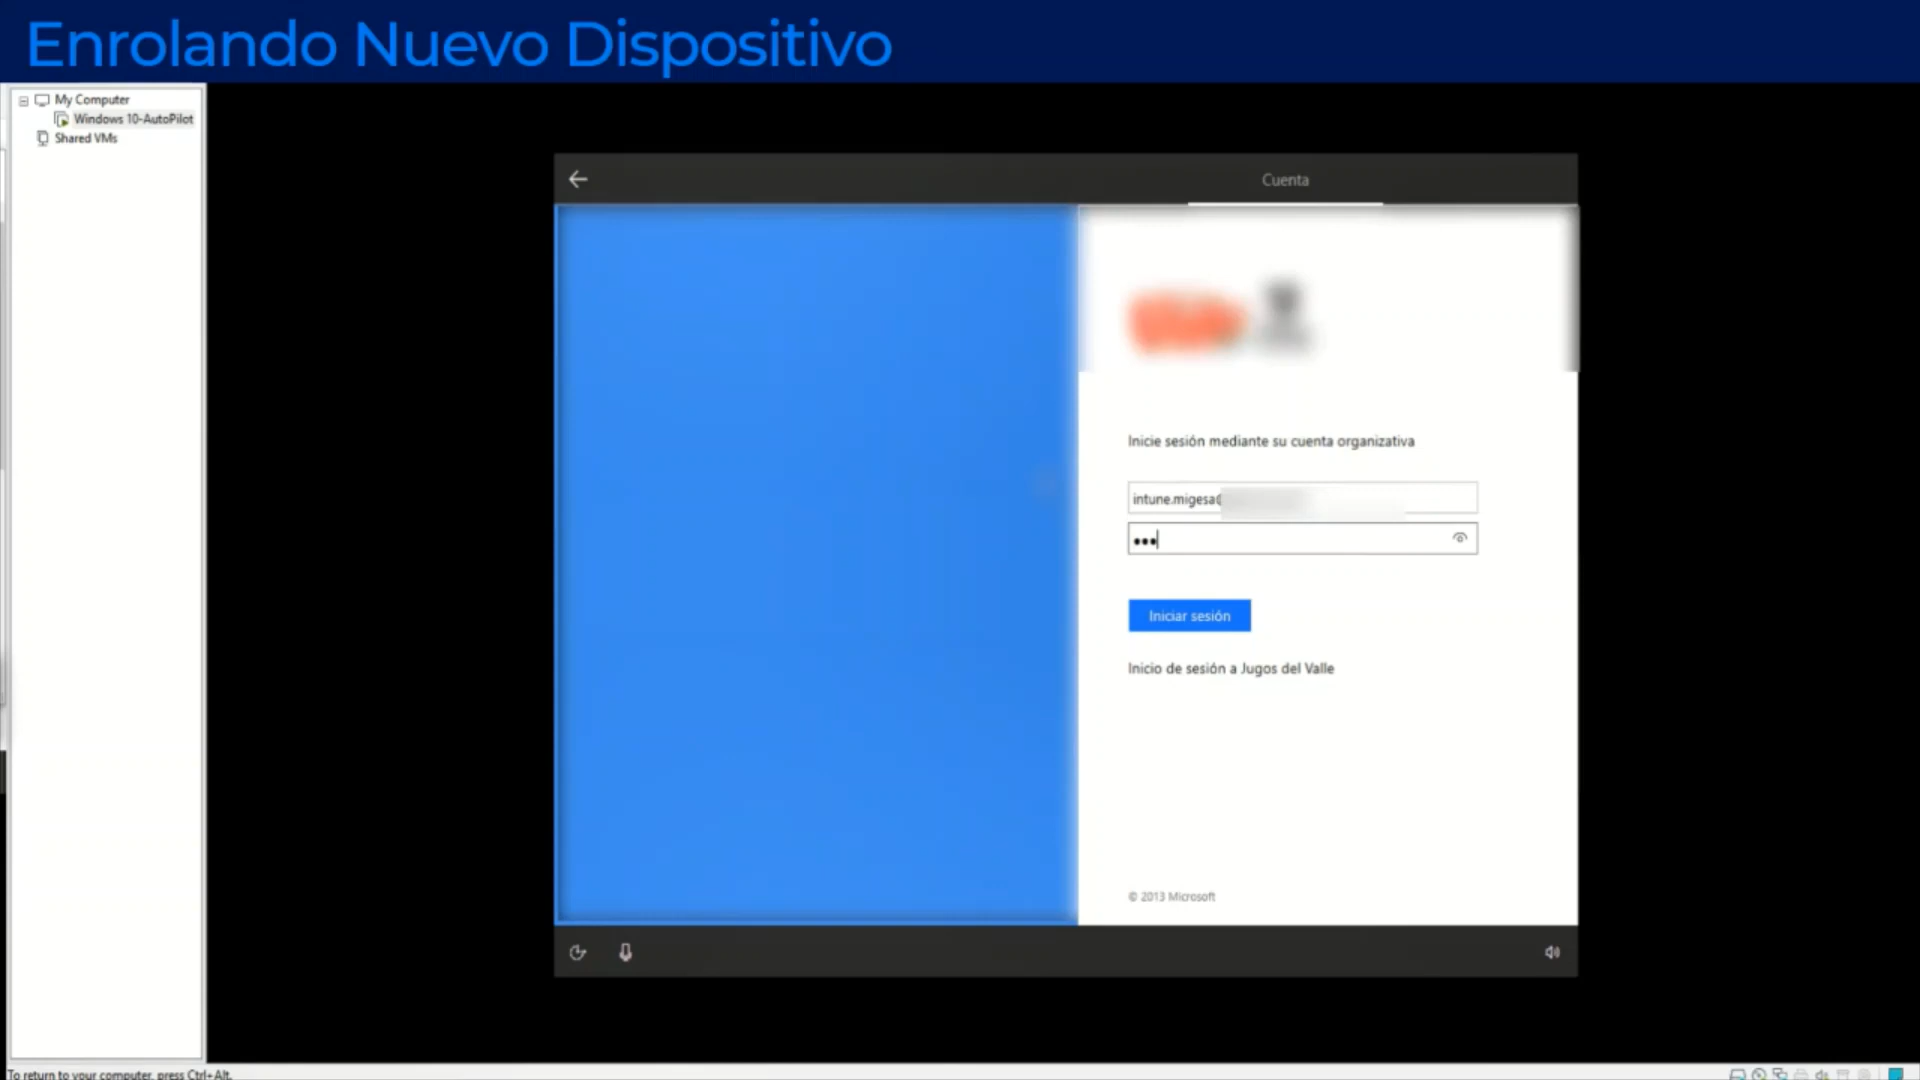 Enrolando Nuevo Dispositivo
My Computer
Windows 10-AutoPilot
Shared VMs
Cuenta
Inicie sesión mediante su cuenta organizativa
intune.migesa@
Iniciar sesión
Inicio de sesión a Jugos del Valle
© 2013 Microsoft
To return to your computer, press Ctrl+Alt.